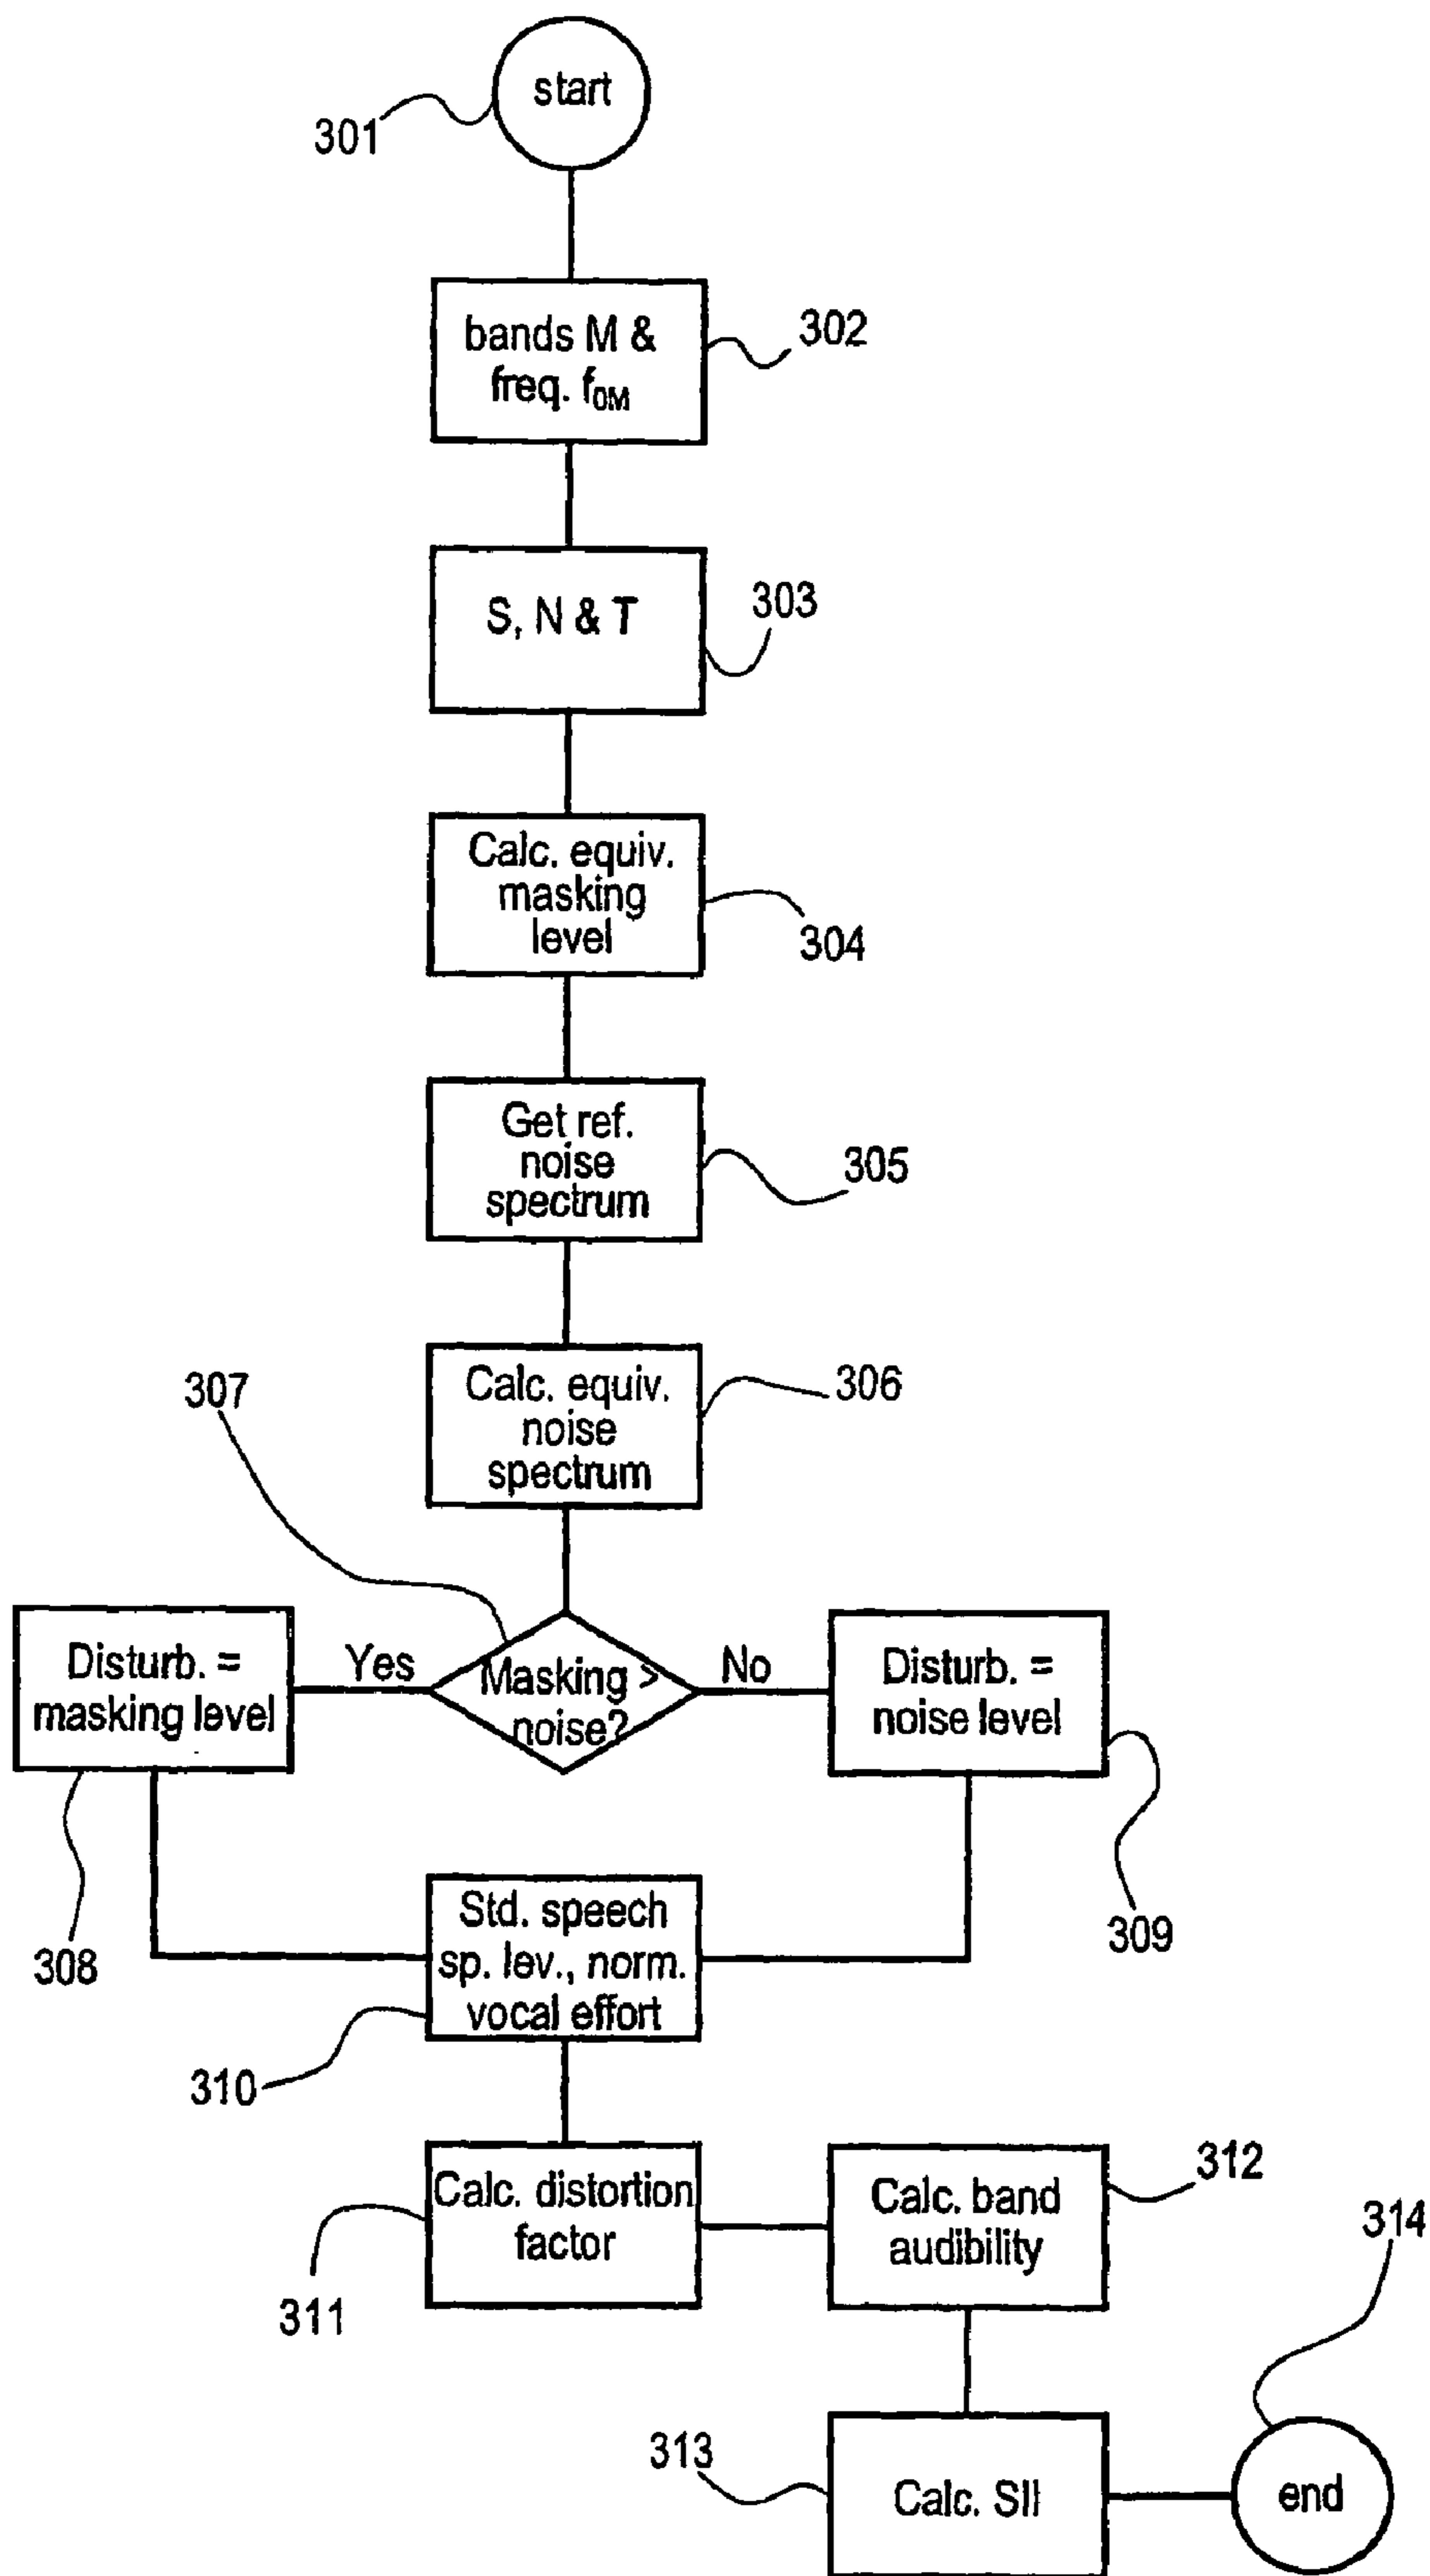 start
301
bands M &
freq. f0M
302
S, N & T
303
Calc. equiv.
masking
level
304
Get ref.
noise
spectrum
305
Calc. equiv.
noise
spectrum
306
307
Disturb. =
masking level
Yes
Masking >
noise?
No
Disturb. =
noise level
308
309
Std. speech
sp. lev., norm.
vocal effort
310
Calc. distortion
factor
311
Calc. band
audibility
312
314
313
Calc. SII
end